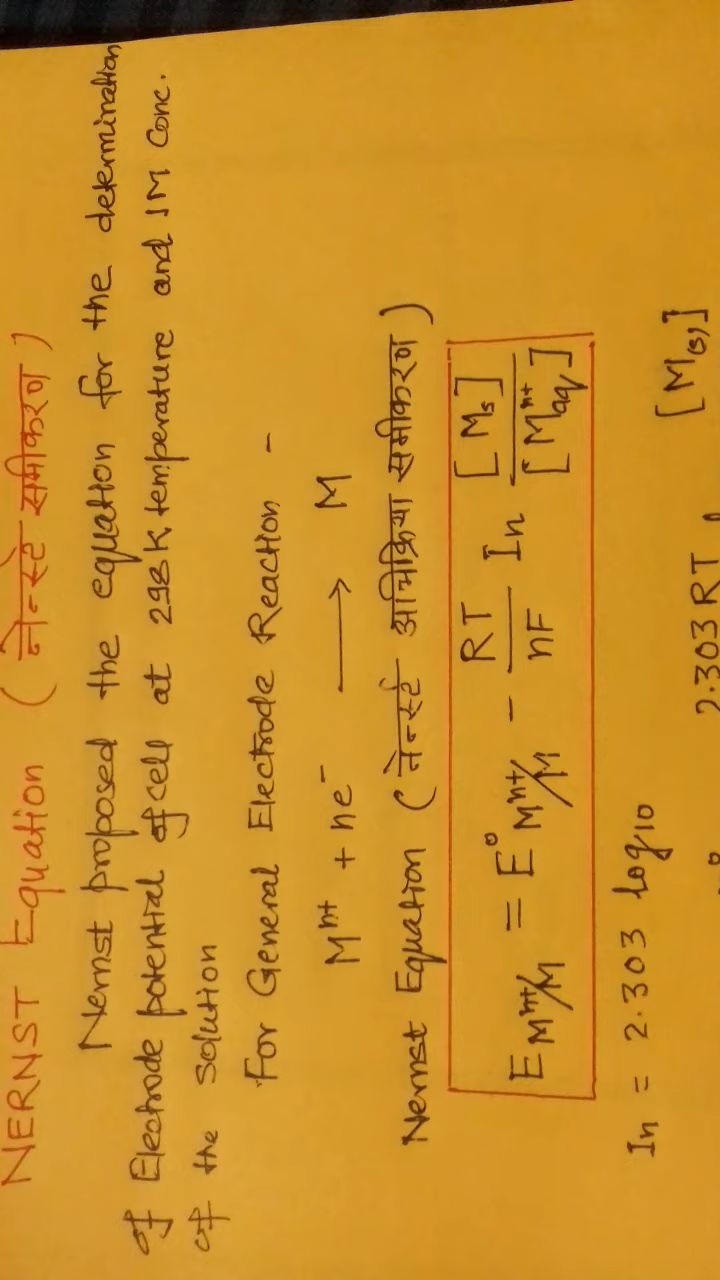 NERNST Equation (नेर्न्स्ट समीकरण)
Nernst proposed the equation for the determination
of Electrode potential of cell at 298 K temperature and 1M Conc.
of the solution
For General Electrode Reaction -
Mⁿ⁺ + ne⁻ ⟶ M
Nernst Equation (नेर्न्स्ट अभिक्रिया समीकरण)
E Mⁿ⁺/M = E° Mⁿ⁺/M - RT/nF In [Ms]/[Mⁿ⁺aq]
In = 2.303 log10
2.303 RT [M(s)]